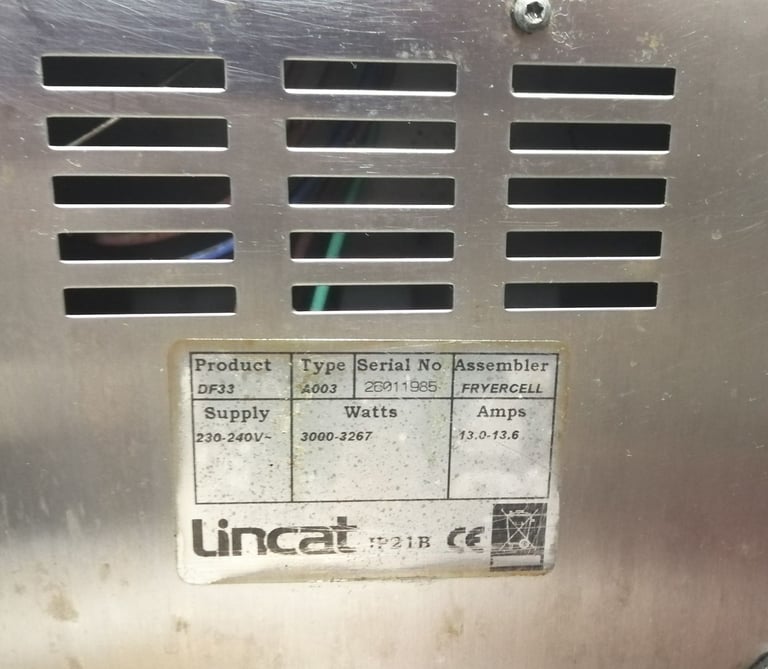 Product Type Serial No Assembler
DF33 A003 26011985 FRYERCELL
Supply Watts Amps
230-240V~ 3000-3267 13.0-13.6
Lincat IP21B CE